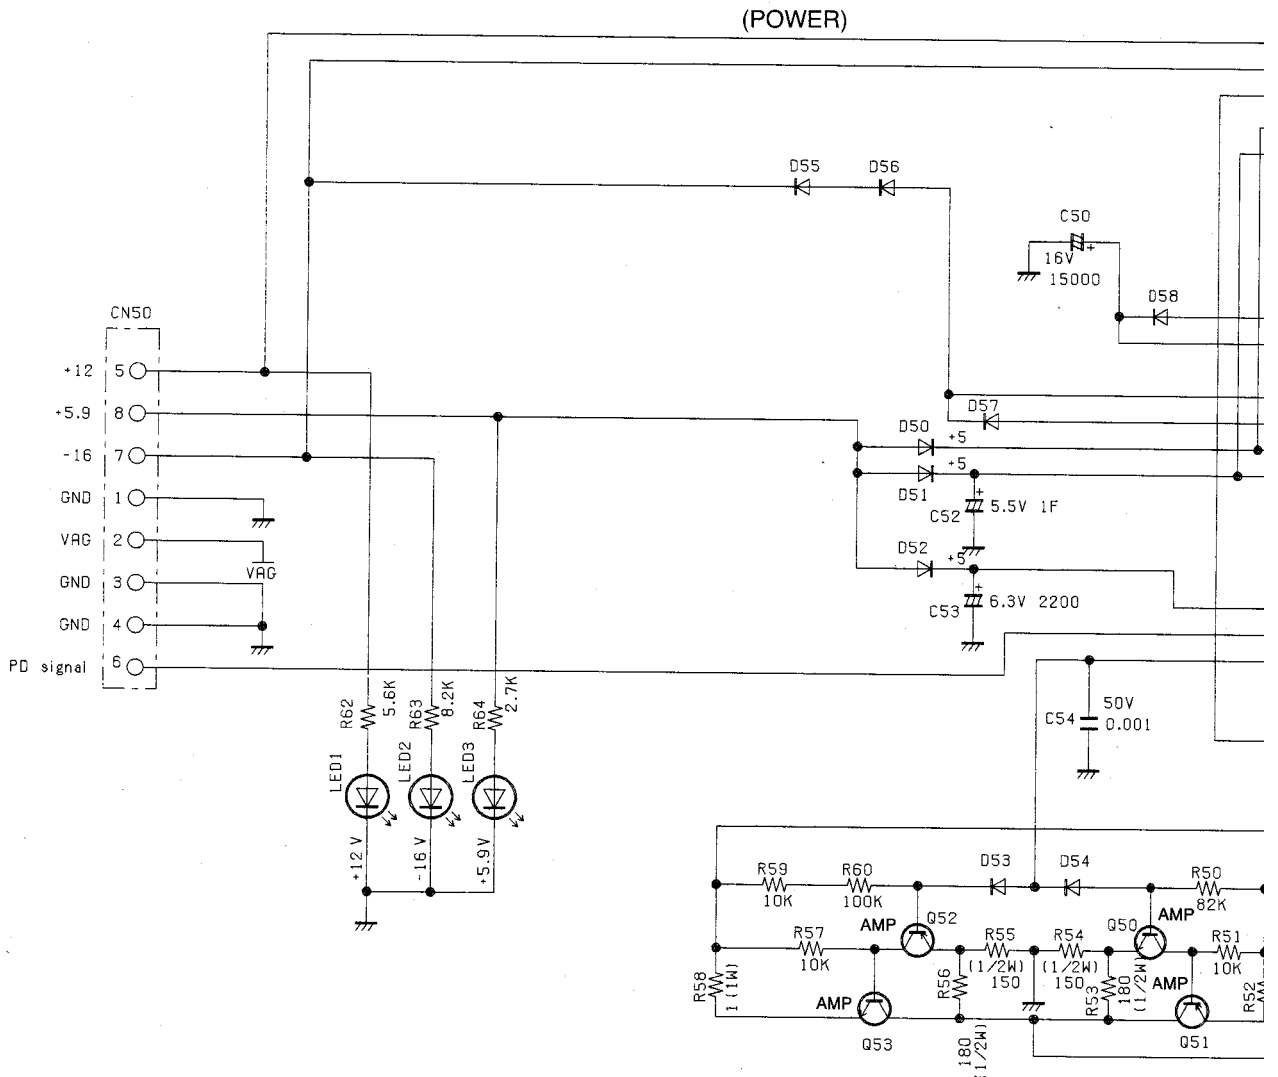 (POWER)
D55
D56
C50
+
16V
15000
D58
CN50
+12
5
+5.9
8
-16
7
GND
1
VAG
2
VAG
GND
3
GND
4
PD signal
6
D57
D50
+5
+5
D51
+
C52
5.5V 1F
D52
+5
+
C53
6.3V 2200
R62
5.6K
R63
8.2K
R64
2.7K
LED1
LED2
LED3
+12 V
-16 V
+5.9V
C54
50V
0.001
R59
10K
R60
100K
D53
D54
R50
82K
AMP
Q52
AMP
Q50
R57
10K
R55
(1/2W)
150
R54
(1/2W)
150
R51
10K
R58
1 (1W)
AMP
Q53
R56
180
(1/2W)
R53
180
(1/2W)
AMP
Q51
R52